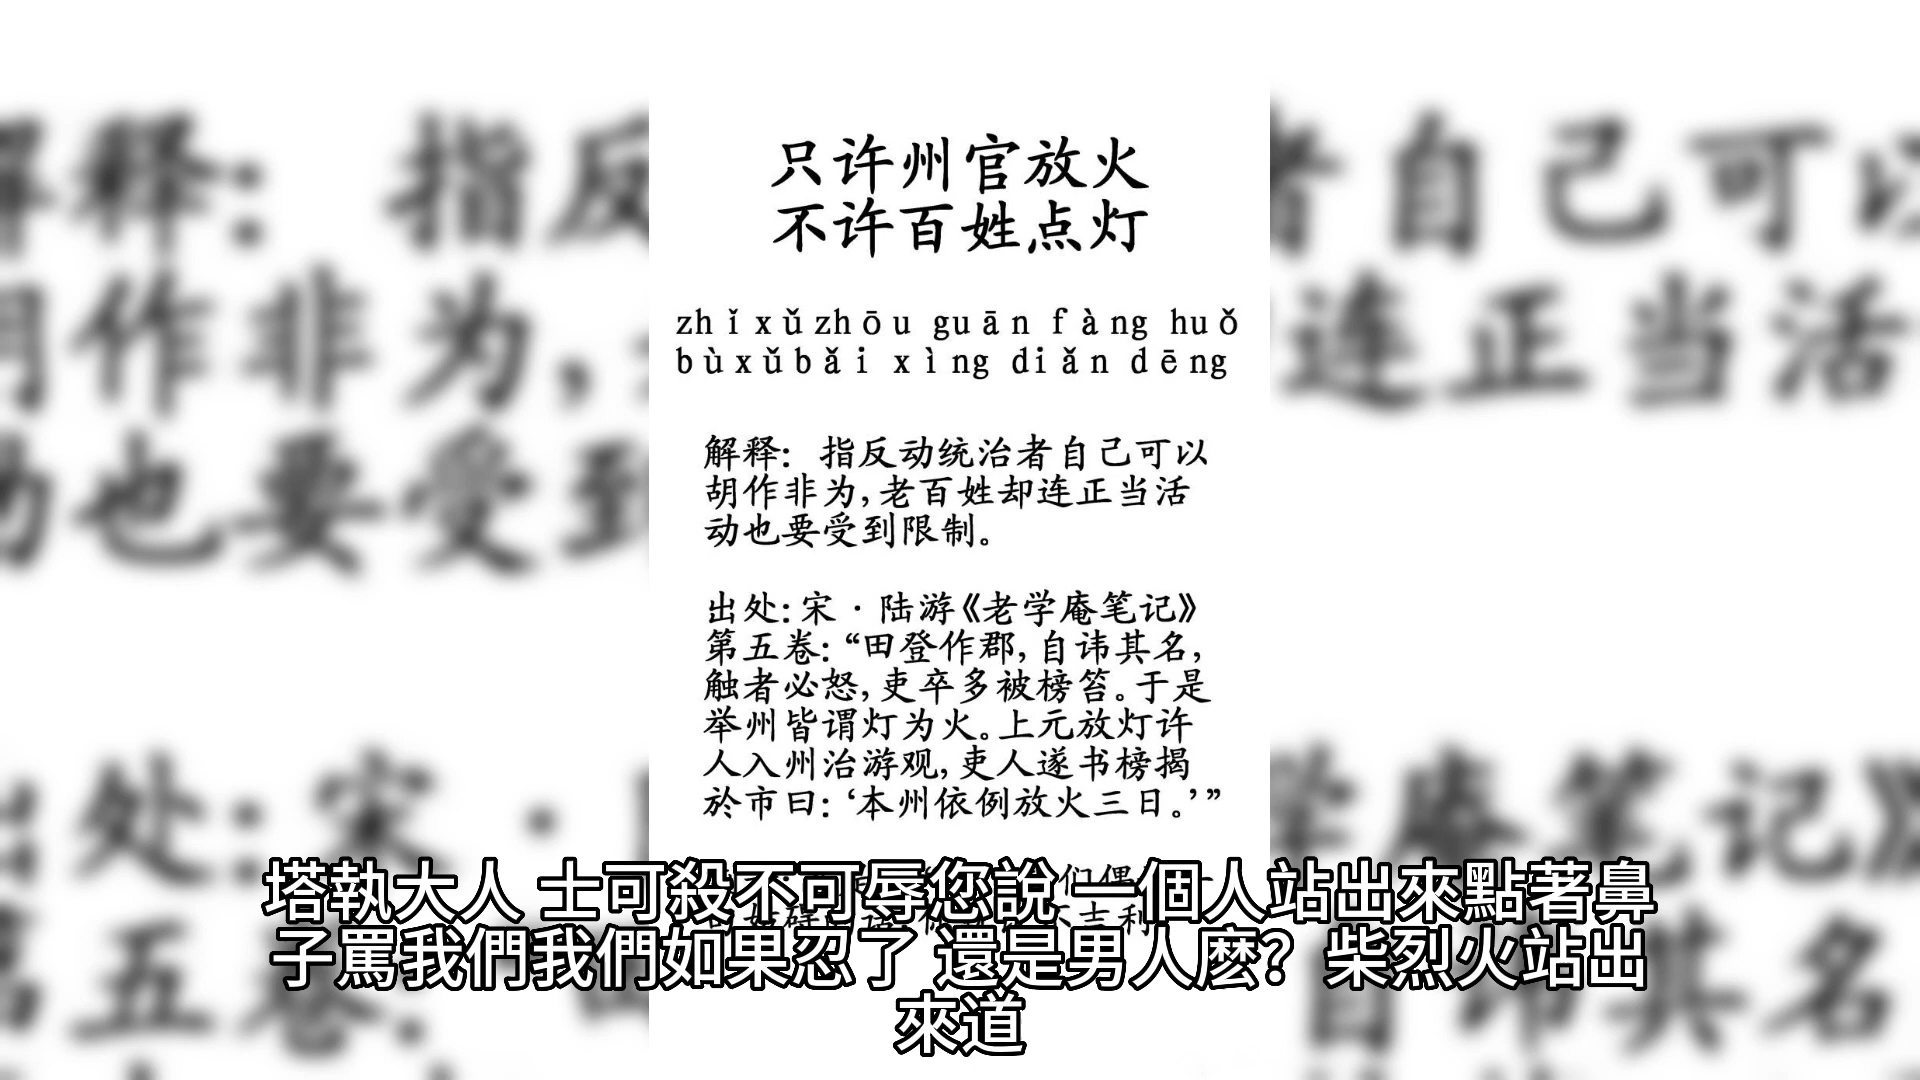 只许州官放火
不许百姓点灯
zhǐxǔzhōu guān fàng huǒ
bùxǔbǎi xìng diǎn dēng
解释：指反动统治者自己可以
胡作非为，老百姓却连正当活
动也要受到限制。
出处：宋·陆游《老学庵笔记》
第五卷：“田登作郡，自讳其名，
触者必怒，吏卒多被榜笞。于是
举州皆谓灯为火。上元放灯许
人入州治游观，吏人遂书榜揭
於市曰：‘本州依例放火三日。’”
塔執大人 士可殺不可辱您說 一個人站出來點著鼻
子罵我們我們如果忍了 還是男人麽？柴烈火站出
來道